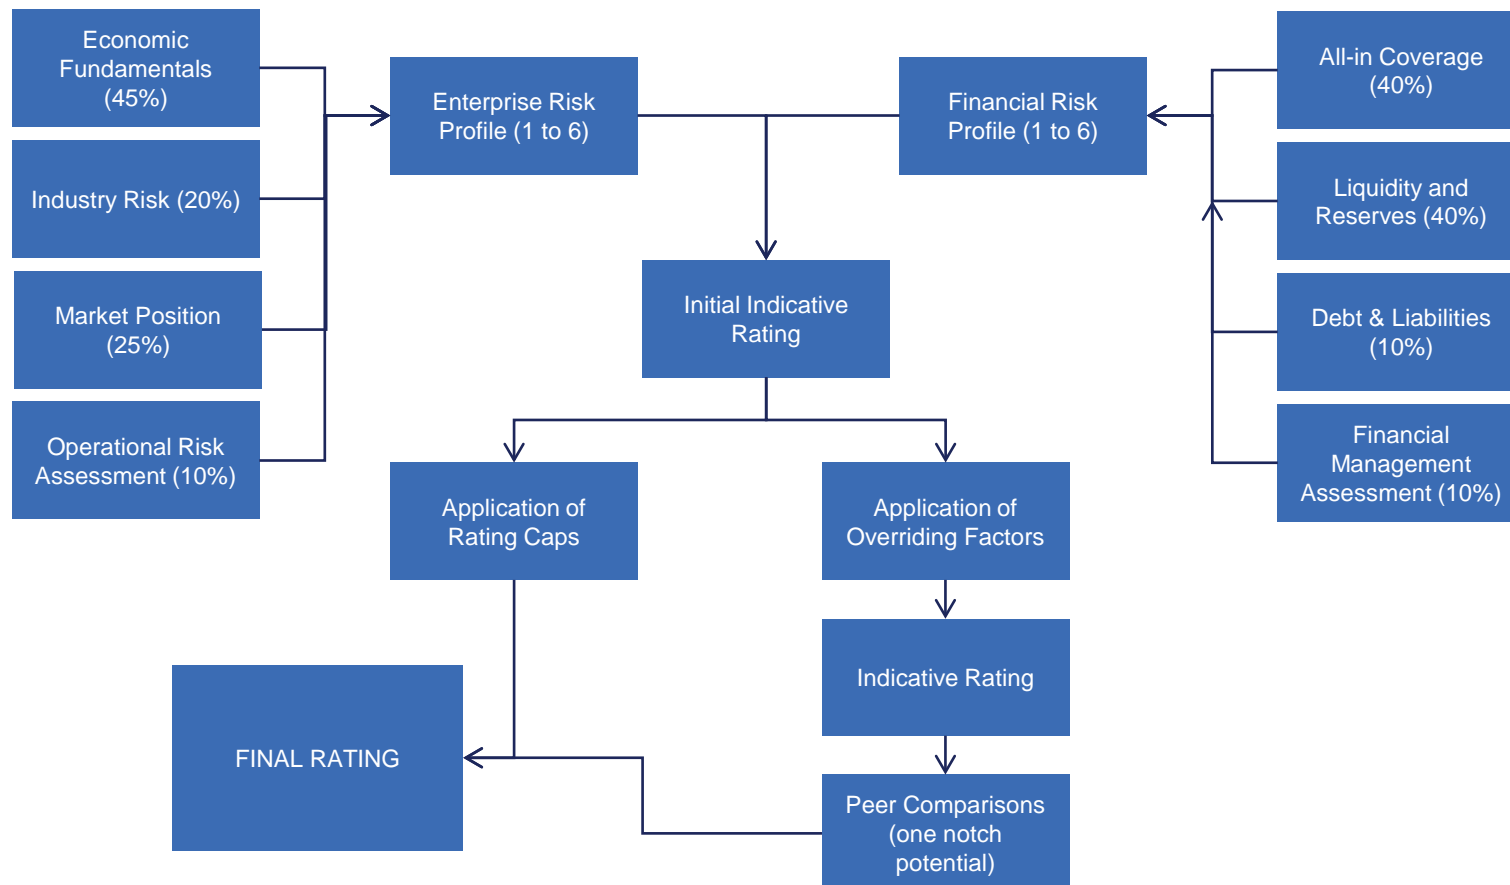 Economic
Fundamentals
(45%)
Industry Risk (20%)
Market Position
(25%)
Operational Risk
Assessment (10%)
Enterprise Risk
Profile (1 to 6)
Financial Risk
Profile (1 to 6)
All-in Coverage
(40%)
Liquidity and
Reserves (40%)
Debt & Liabilities
(10%)
Financial
Management
Assessment (10%)
Initial Indicative
Rating
Application of
Rating Caps
Application of
Overriding Factors
Indicative Rating
Peer Comparisons
(one notch
potential)
FINAL RATING